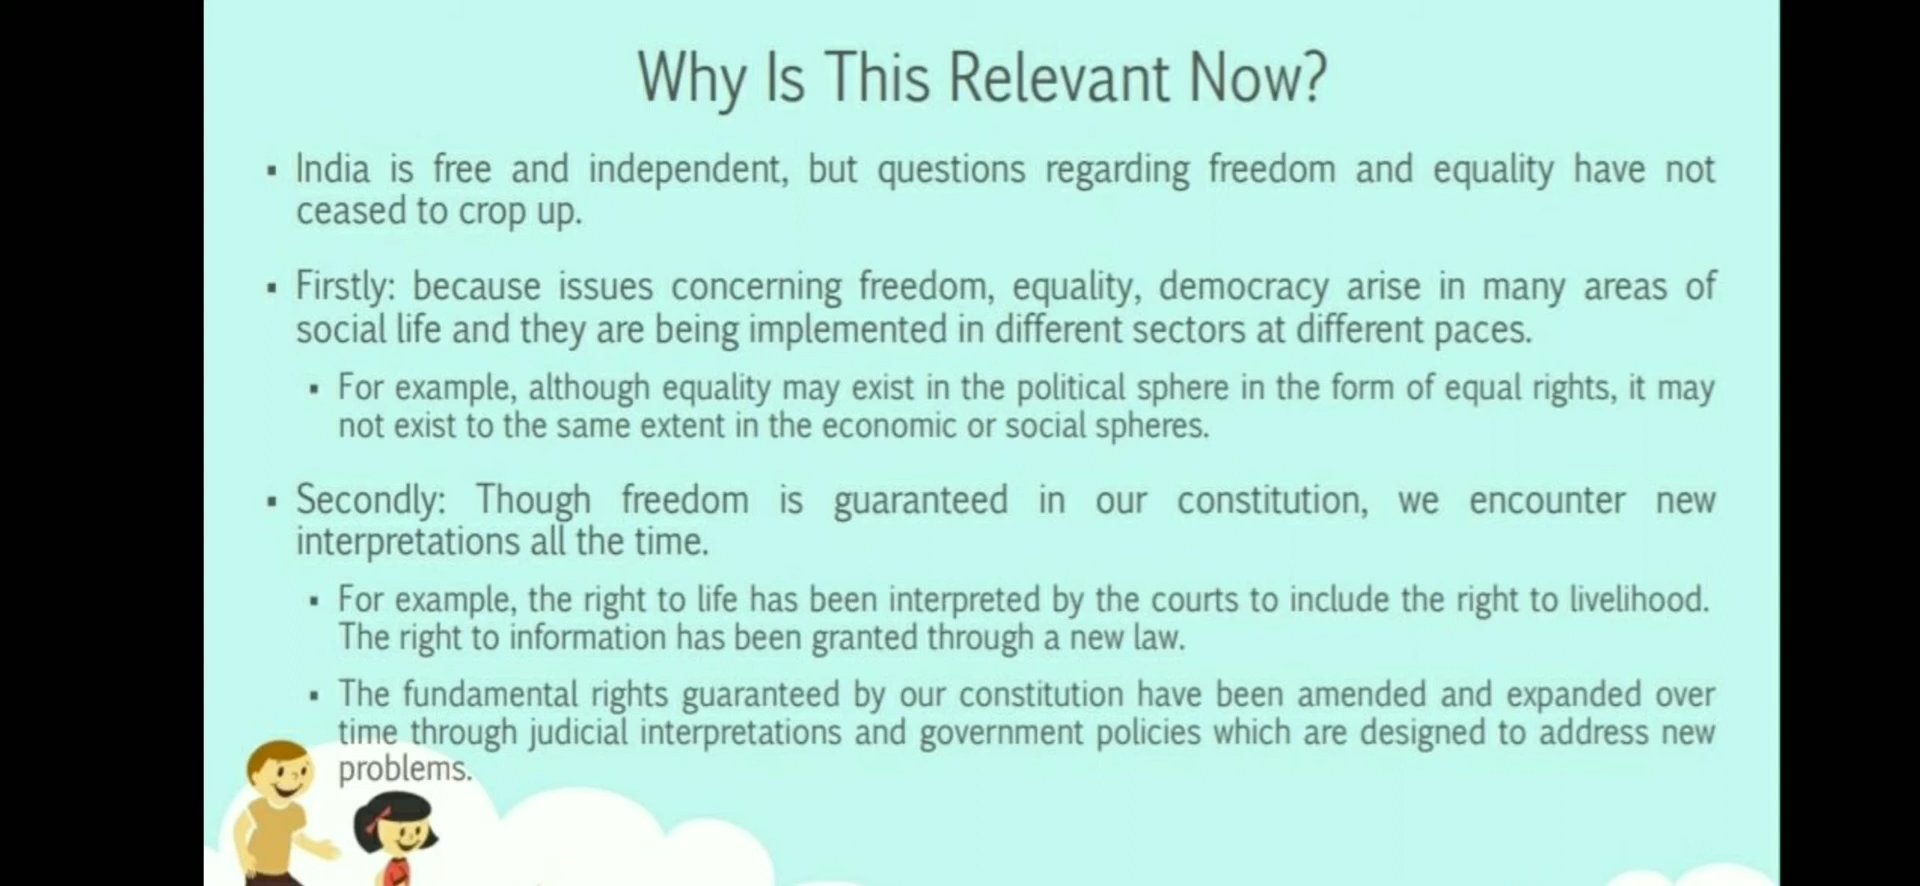 Why Is This Relevant Now?
▪ India is free and independent, but questions regarding freedom and equality have not
ceased to crop up.
▪ Firstly: because issues concerning freedom, equality, democracy arise in many areas of
social life and they are being implemented in different sectors at different paces.
▪ For example, although equality may exist in the political sphere in the form of equal rights, it may
not exist to the same extent in the economic or social spheres.
▪ Secondly: Though freedom is guaranteed in our constitution, we encounter new
interpretations all the time.
▪ For example, the right to life has been interpreted by the courts to include the right to livelihood.
The right to information has been granted through a new law.
▪ The fundamental rights guaranteed by our constitution have been amended and expanded over
time through judicial interpretations and government policies which are designed to address new
problems.